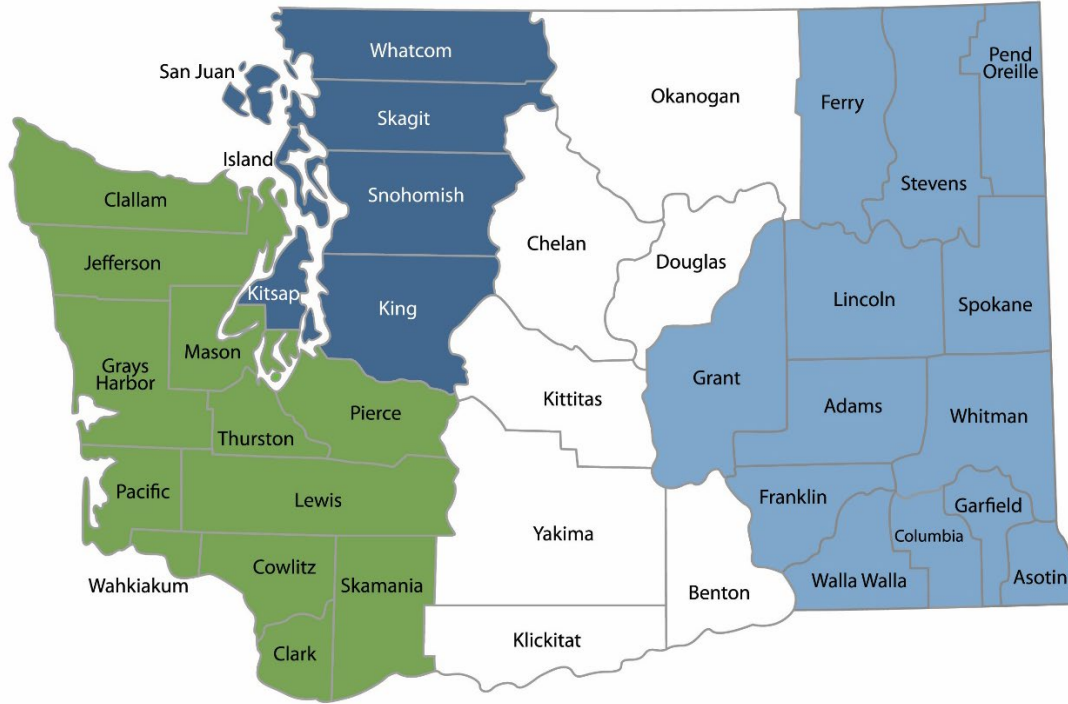 Whatcom
San Juan
Pend
Oreille
Okanogan
Ferry
Skagit
Island
Stevens
Clallam
Snohomish
Chelan
Douglas
Jefferson
Kitsap
King
Lincoln
Spokane
Mason
Grays
Harbor
Grant
Kittitas
Adams
Pierce
Whitman
Thurston
Pacific
Lewis
Franklin
Garfield
Yakima
Columbia
Cowlitz
Skamania
Wahkiakum
Walla Walla
Asotin
Benton
Klickitat
Clark